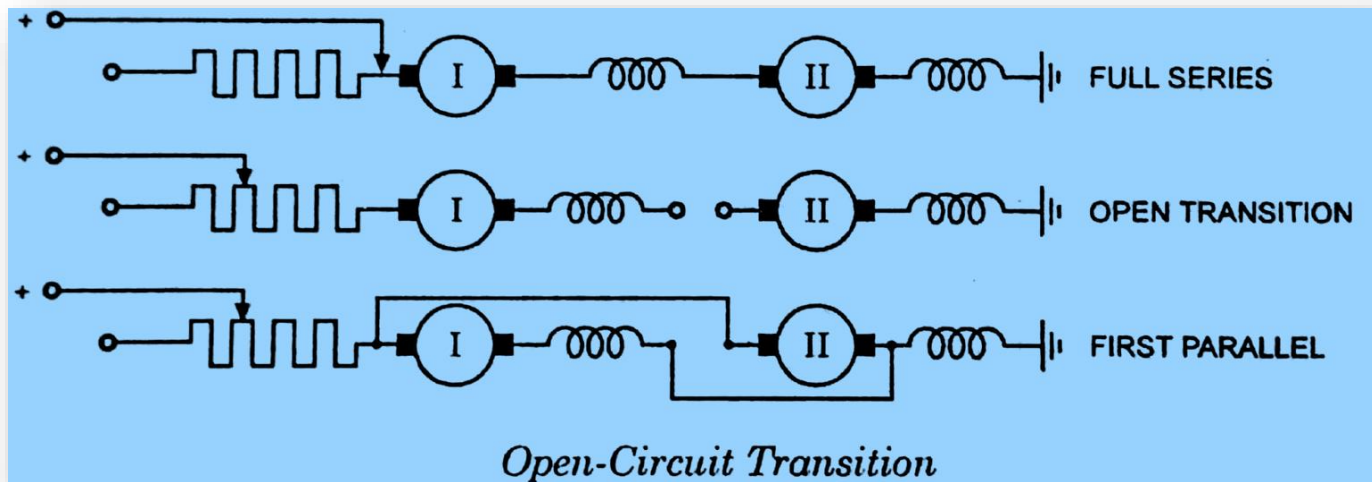 + I II FULL SERIES
+ I II OPEN TRANSITION
+ I II FIRST PARALLEL
Open-Circuit Transition